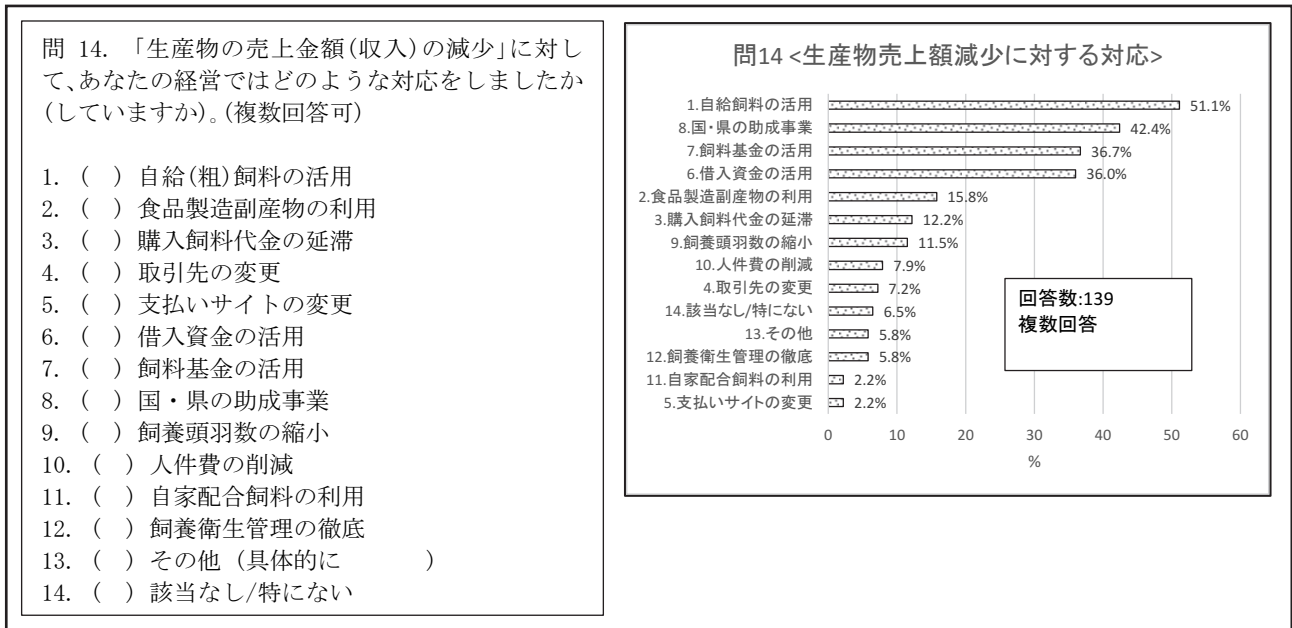 問 14. 「生産物の売上金額(収入)の減少」に対し
て、あなたの経営ではどのような対応をしましたか
(していますか)。(複数回答可)
1. ( ) 自給(粗)飼料の活用
2. ( ) 食品製造副産物の利用
3. ( ) 購入飼料代金の延滞
4. ( ) 取引先の変更
5. ( ) 支払いサイトの変更
6. ( ) 借入資金の活用
7. ( ) 飼料基金の活用
8. ( ) 国・県の助成事業
9. ( ) 飼養頭羽数の縮小
10. ( ) 人件費の削減
11. ( ) 自家配合飼料の利用
12. ( ) 飼養衛生管理の徹底
13. ( ) その他 (具体的に )
14. ( ) 該当なし/特にない
問14 <生産物売上額減少に対する対応>
1.自給飼料の活用 51.1%
8.国・県の助成事業 42.4%
7.飼料基金の活用 36.7%
6.借入資金の活用 36.0%
2.食品製造副産物の利用 15.8%
3.購入飼料代金の延滞 12.2%
9.飼養頭羽数の縮小 11.5%
10.人件費の削減 7.9%
4.取引先の変更 7.2%
14.該当なし/特にない 6.5%
13.その他 5.8%
12.飼養衛生管理の徹底 5.8%
11.自家配合飼料の利用 2.2%
5.支払いサイトの変更 2.2%
回答数:139
複数回答
0 10 20 30 40 50 60
%